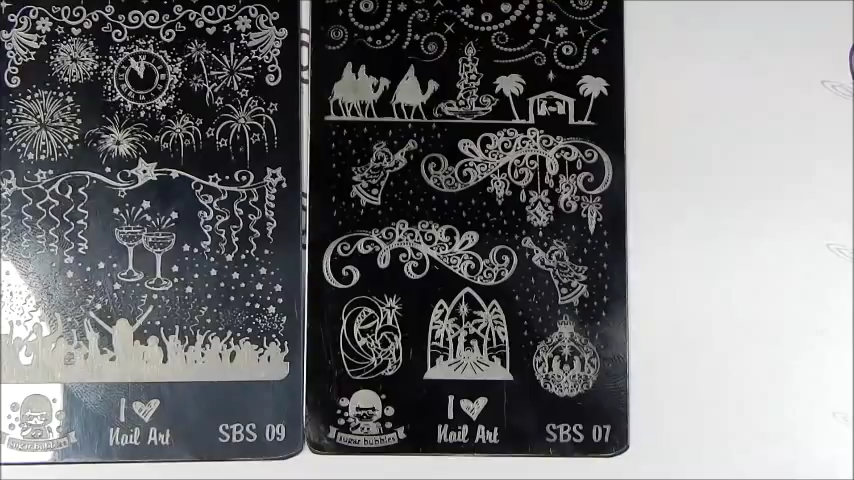 sugar bubbles
I ♥
Nail Art
SBS 09
sugar bubbles
I ♥
Nail Art
SBS 07